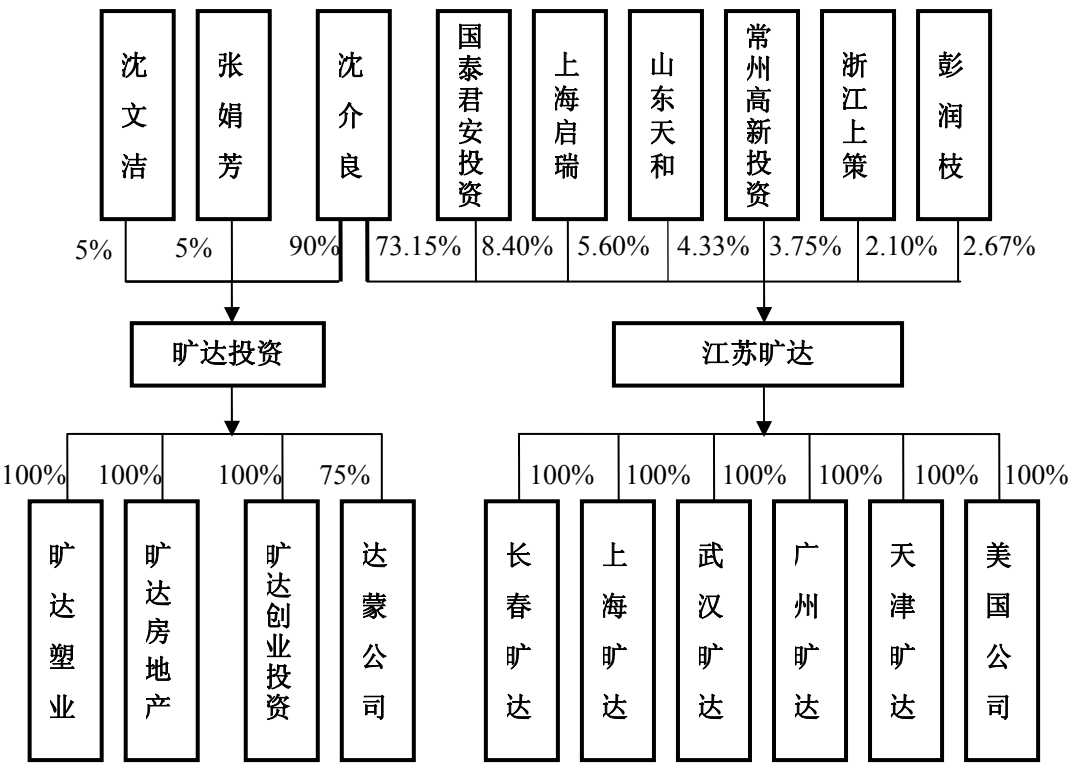 沈文洁
张娟芳
沈介良
国泰君安投资
上海启瑞
山东天和
常州高新投资
浙江上策
彭润枝
5%
5%
90%
73.15%
8.40%
5.60%
4.33%
3.75%
2.10%
2.67%
旷达投资
江苏旷达
100%
100%
100%
75%
100%
100%
100%
100%
100%
100%
旷达塑业
旷达房地产
旷达创业投资
达蒙公司
长春旷达
上海旷达
武汉旷达
广州旷达
天津旷达
美国公司